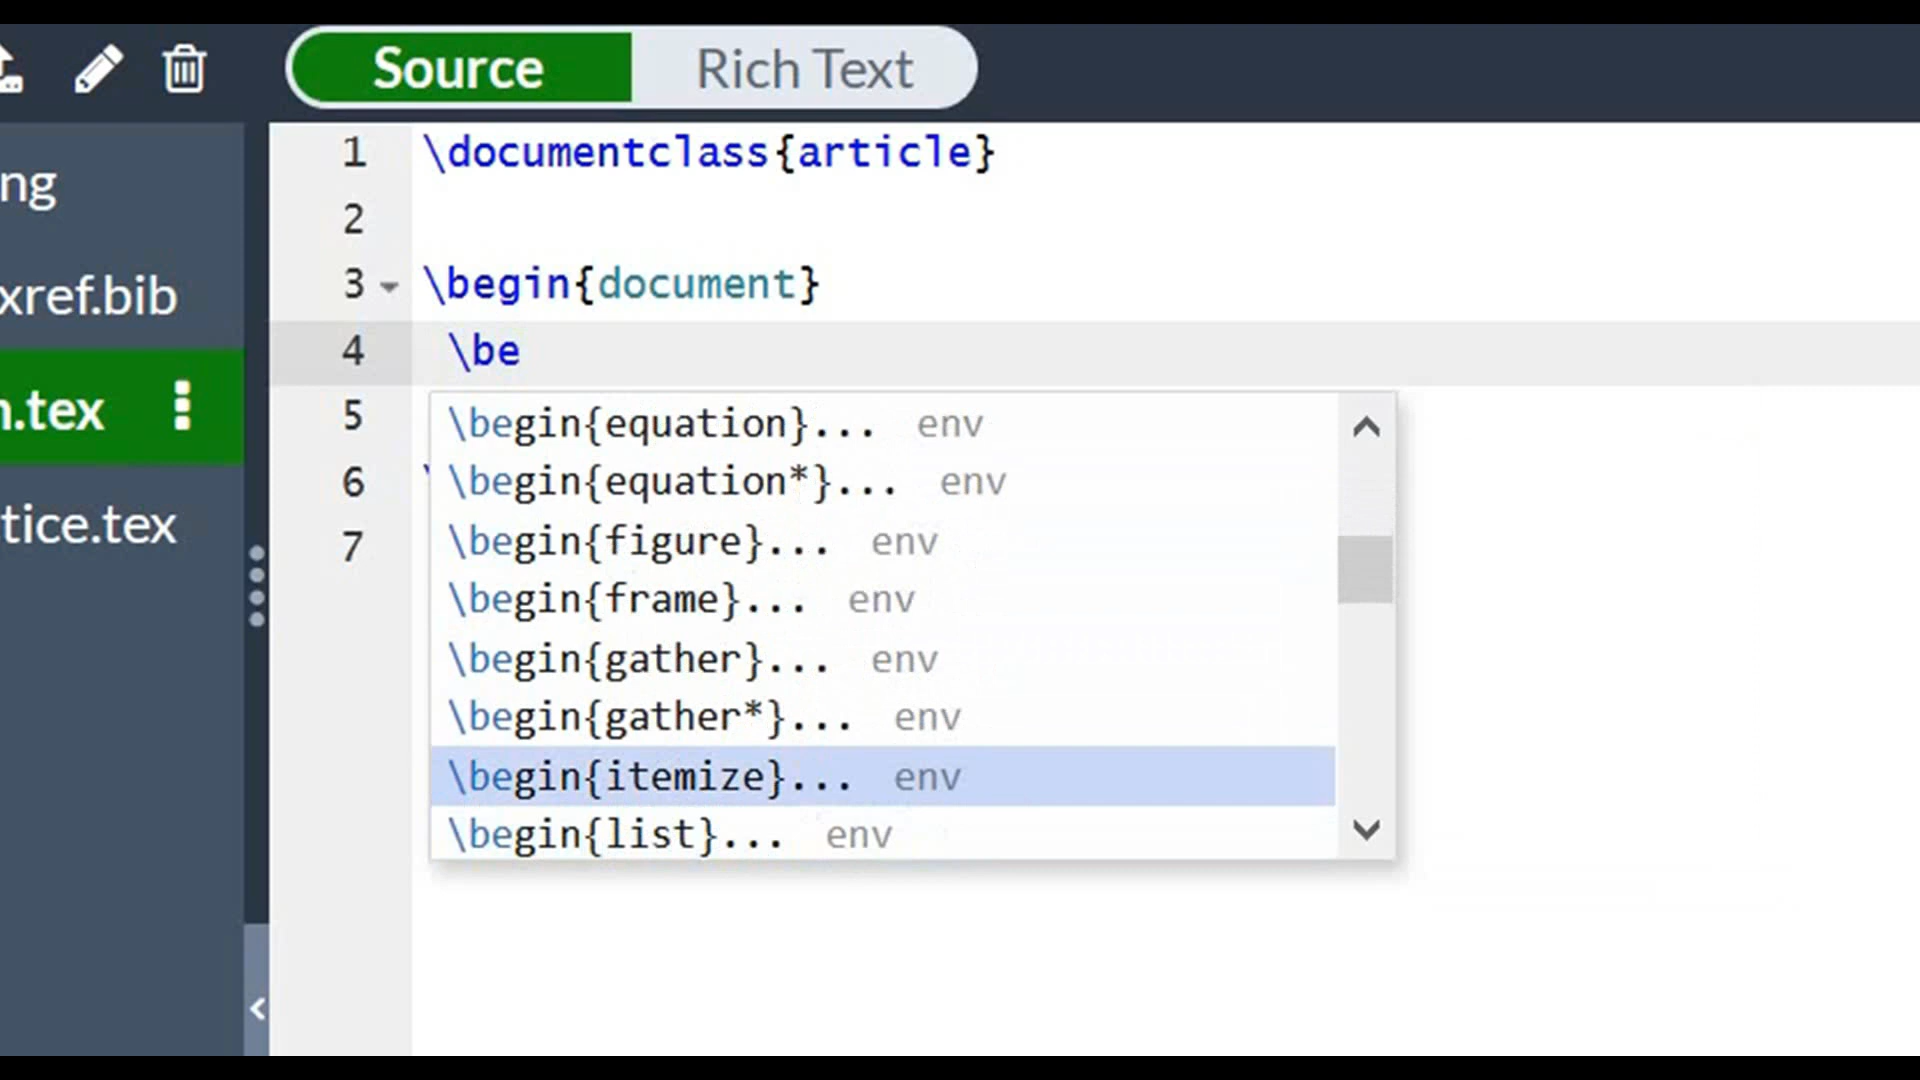 Source Rich Text
ng
xref.bib
.tex
tice.tex
1 \documentclass{article}
2
3 \begin{document}
4 \be
5
6 \
7
\begin{equation}... env
\begin{equation*}... env
\begin{figure}... env
\begin{frame}... env
\begin{gather}... env
\begin{gather*}... env
\begin{itemize}... env
\begin{list}... env